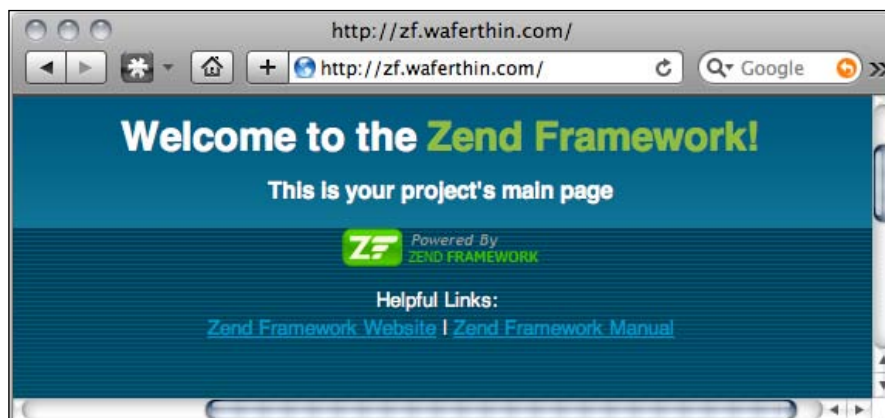 http://zf.waferthin.com/
http://zf.waferthin.com/ Google
Welcome to the Zend Framework!
This is your project's main page
ZF Powered By
ZEND FRAMEWORK
Helpful Links:
Zend Framework Website | Zend Framework Manual